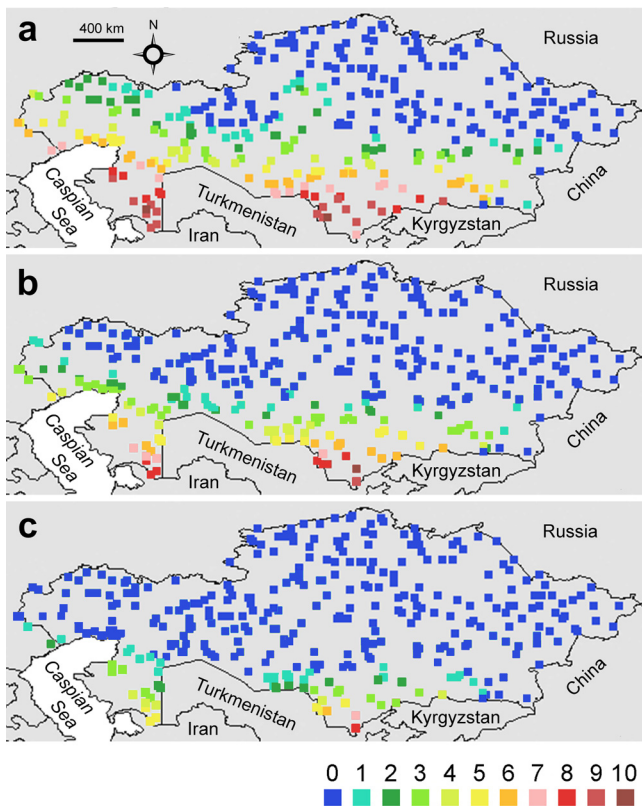 a
400 km
N
Russia
China
Turkmenistan
Kyrgyzstan
Caspian
Sea
Iran
b
Russia
China
Turkmenistan
Kyrgyzstan
Caspian
Sea
Iran
c
Russia
China
Turkmenistan
Kyrgyzstan
Caspian
Sea
Iran
0 1 2 3 4 5 6 7 8 9 10